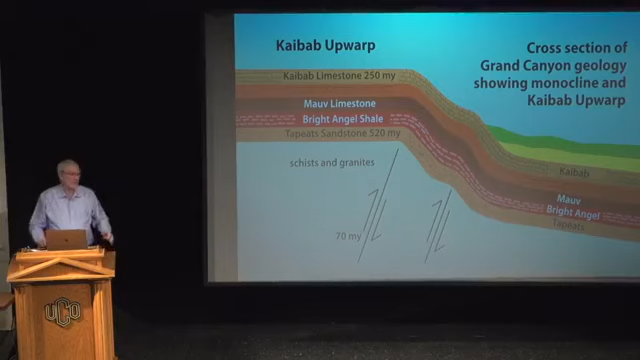 Kaibab Upwarp
Cross section of
Grand Canyon geology
showing monocline and
Kaibab Upwarp
Kaibab Limestone 250 my
Mauv Limestone
Bright Angel Shale
Tapeats Sandstone 520 my
schists and granites
70 my
Kaibab
Mauv
Bright Angel
Tapeats
UCO